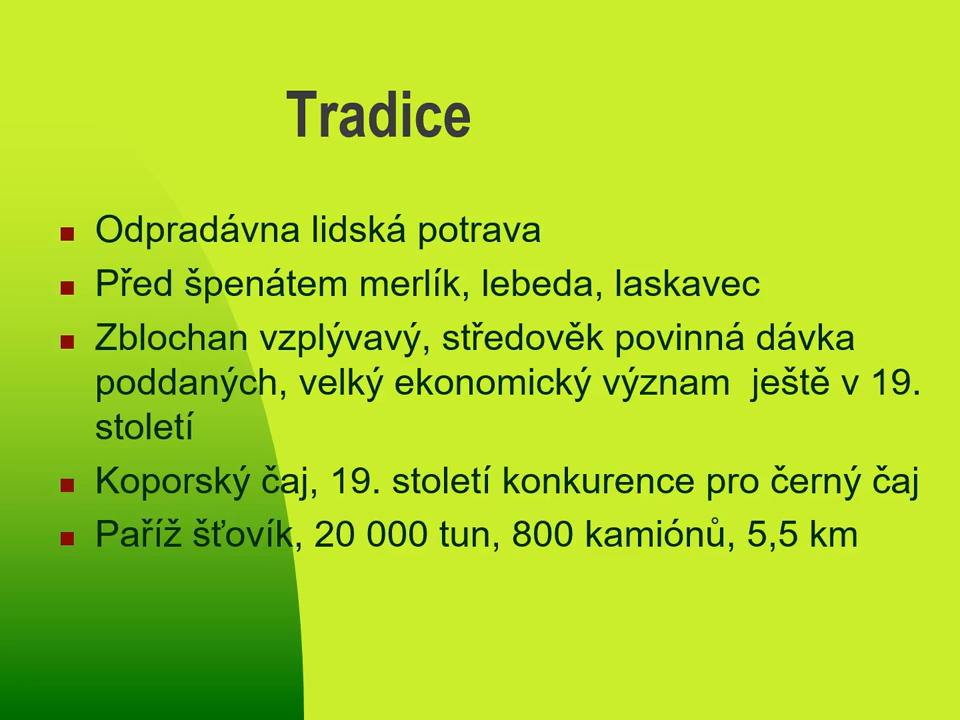 Tradice
Odpradávna lidská potrava
Před špenátem merlík, lebeda, laskavec
Zblochan vzplývavý, středověk povinná dávka
poddaných, velký ekonomický význam ještě v 19.
století
Koporský čaj, 19. století konkurence pro černý čaj
Paříž šťovík, 20 000 tun, 800 kamiónů, 5,5 km